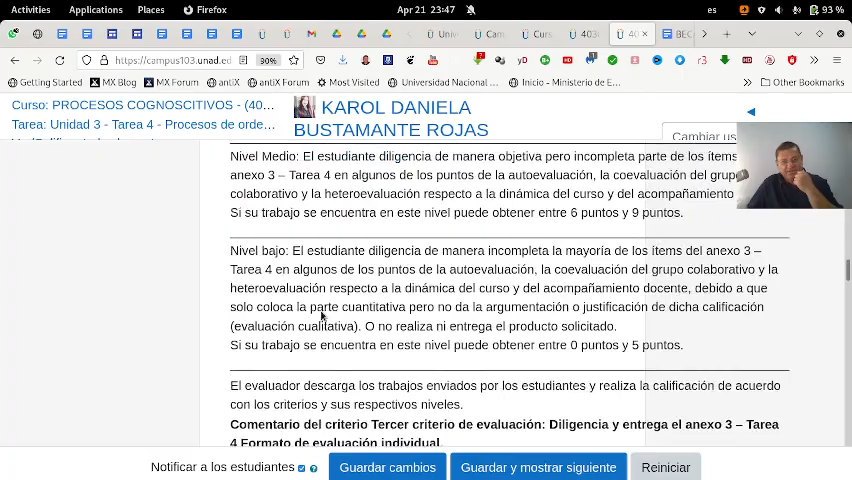 Activities Applications Places Firefox Apr 21 23:47 es 93 %
Univ Cam Curs 403 40 BEC
https://campus103.unad.ed 90%
Getting Started MX Blog MX Forum antiX antiX Forum Most Visited Universidad Nacional ... Inicio - Ministerio de E... Other Bookmarks
Curso: PROCESOS COGNOSCITIVOS - (40...
Tarea: Unidad 3 - Tarea 4 - Procesos de orde...
KAROL DANIELA
BUSTAMANTE ROJAS
Cambiar us
Nivel Medio: El estudiante diligencia de manera objetiva pero incompleta parte de los ítems
anexo 3 – Tarea 4 en algunos de los puntos de la autoevaluación, la coevaluación del grup
colaborativo y la heteroevaluación respecto a la dinámica del curso y del acompañamiento
Si su trabajo se encuentra en este nivel puede obtener entre 6 puntos y 9 puntos.
Nivel bajo: El estudiante diligencia de manera incompleta la mayoría de los ítems del anexo 3 –
Tarea 4 en algunos de los puntos de la autoevaluación, la coevaluación del grupo colaborativo y la
heteroevaluación respecto a la dinámica del curso y del acompañamiento docente, debido a que
solo coloca la parte cuantitativa pero no da la argumentación o justificación de dicha calificación
(evaluación cualitativa). O no realiza ni entrega el producto solicitado.
Si su trabajo se encuentra en este nivel puede obtener entre 0 puntos y 5 puntos.
El evaluador descarga los trabajos enviados por los estudiantes y realiza la calificación de acuerdo
con los criterios y sus respectivos niveles.
Comentario del criterio Tercer criterio de evaluación: Diligencia y entrega el anexo 3 – Tarea
4 Formato de evaluación individual.
Notificar a los estudiantes Guardar cambios Guardar y mostrar siguiente Reiniciar